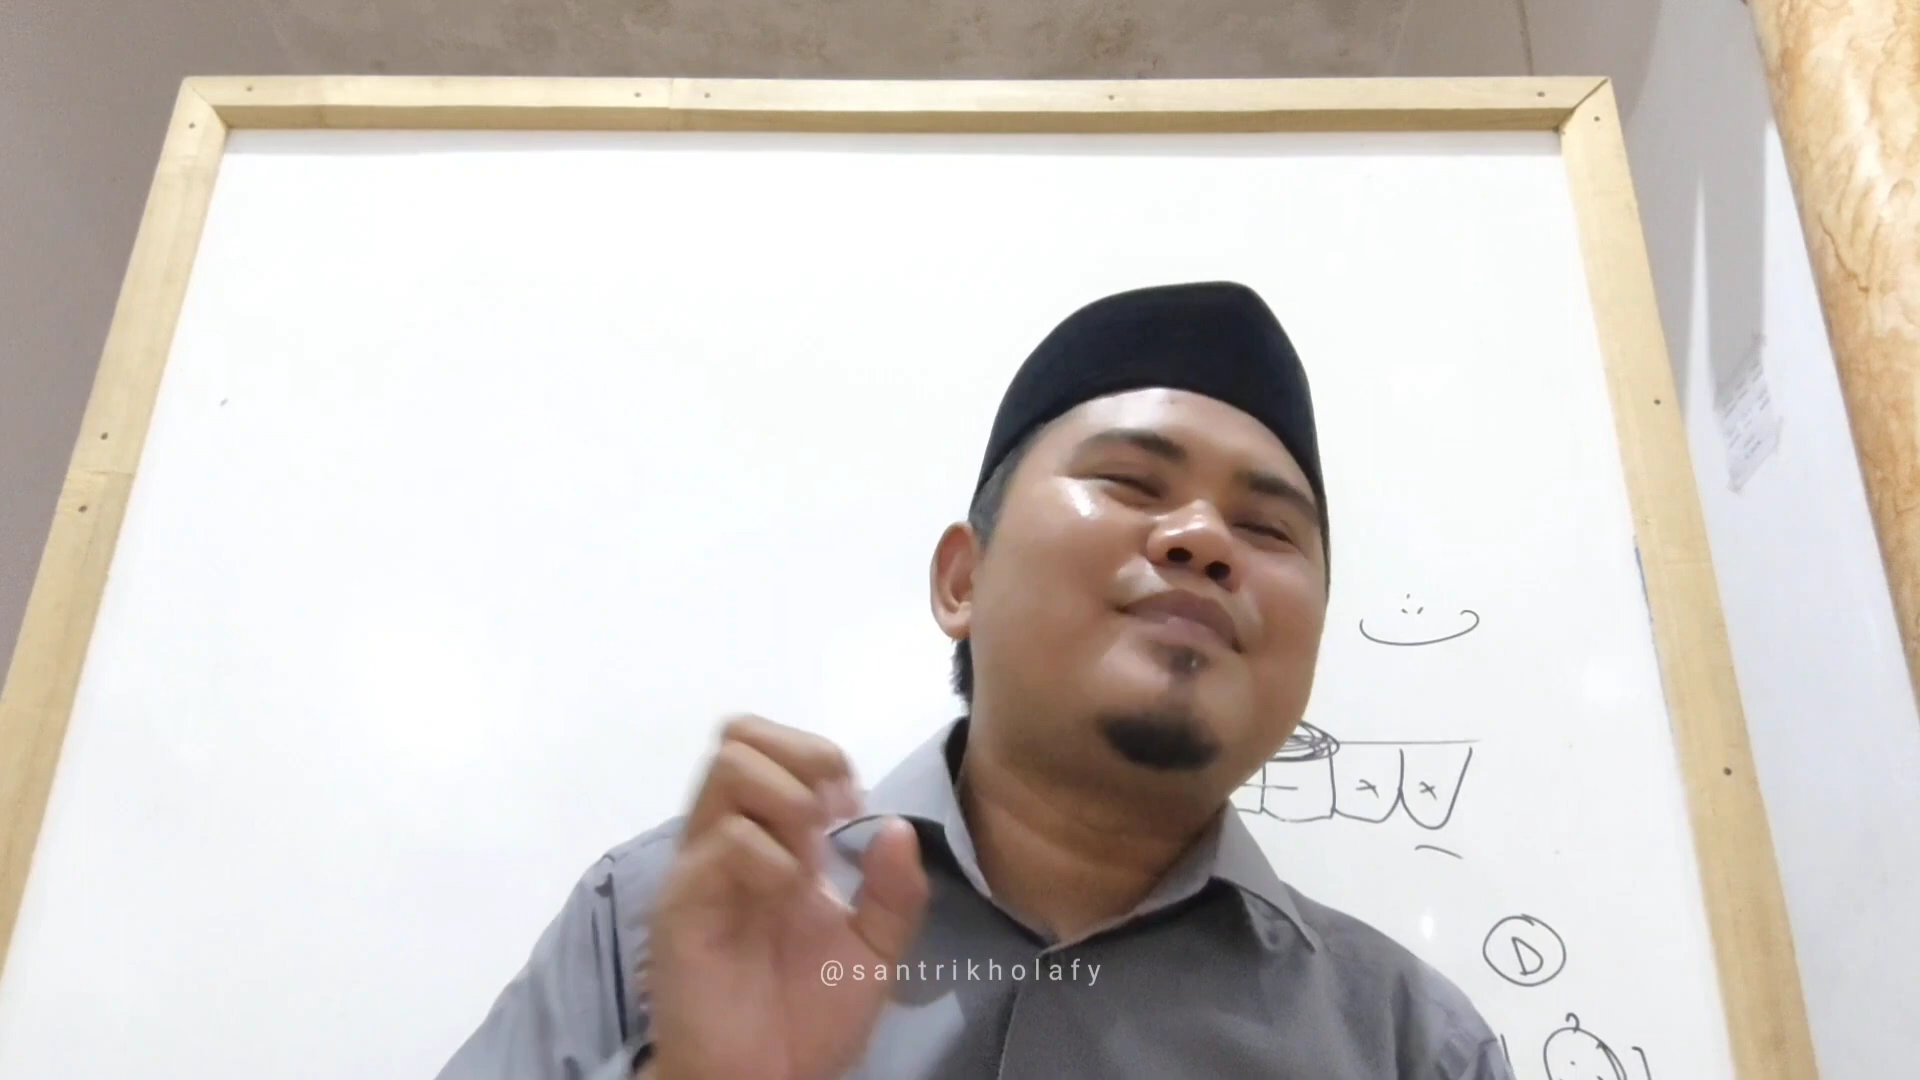 ث
x x
D
@santrikholafy